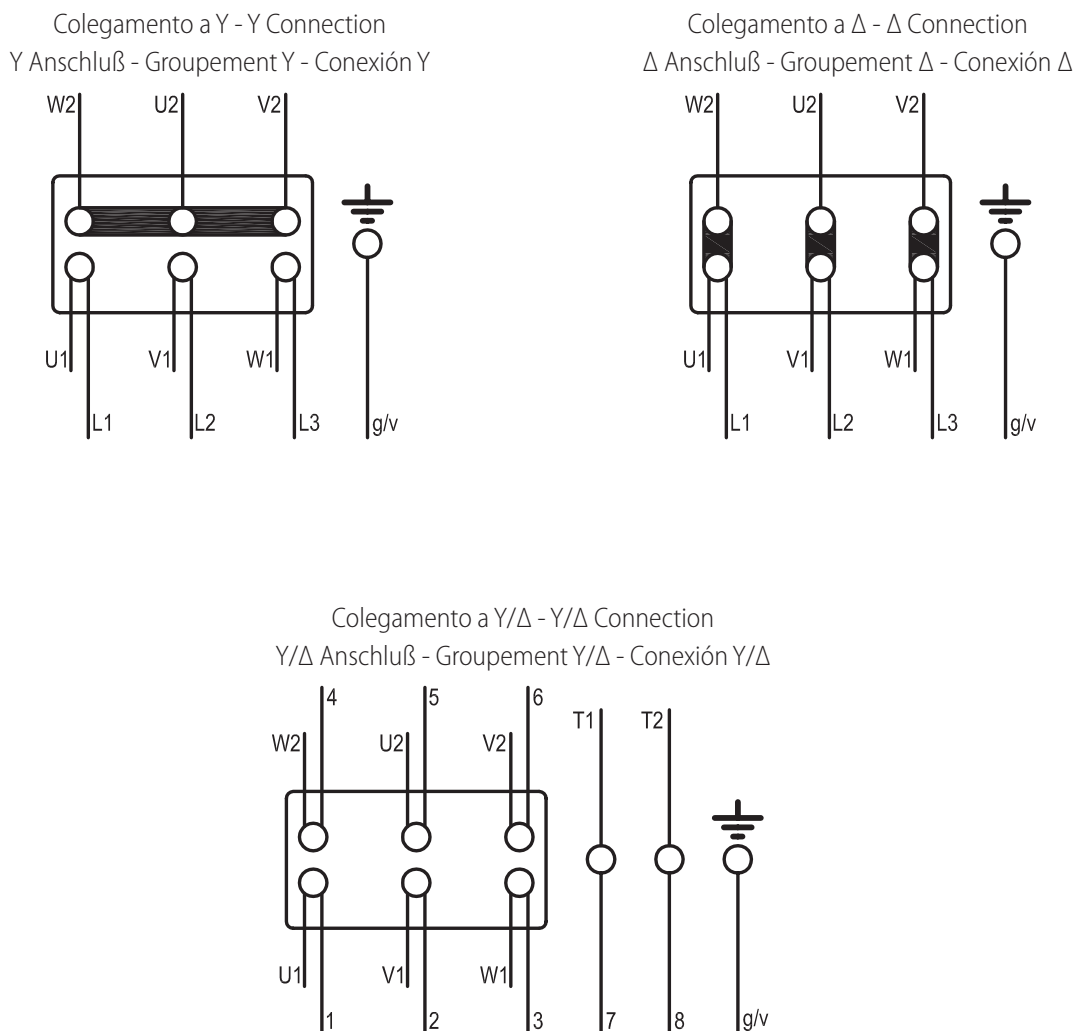 Colegamento a Y - Y Connection
Y Anschluß - Groupement Y - Conexión Y
W2 U2 V2
U1 V1 W1
L1 L2 L3 g/v
Colegamento a Δ - Δ Connection
Δ Anschluß - Groupement Δ - Conexión Δ
W2 U2 V2
U1 V1 W1
L1 L2 L3 g/v
Colegamento a Y/Δ - Y/Δ Connection
Y/Δ Anschluß - Groupement Y/Δ - Conexión Y/Δ
4 5 6
T1 T2
W2 U2 V2
U1 V1 W1
1 2 3 7 8 g/v